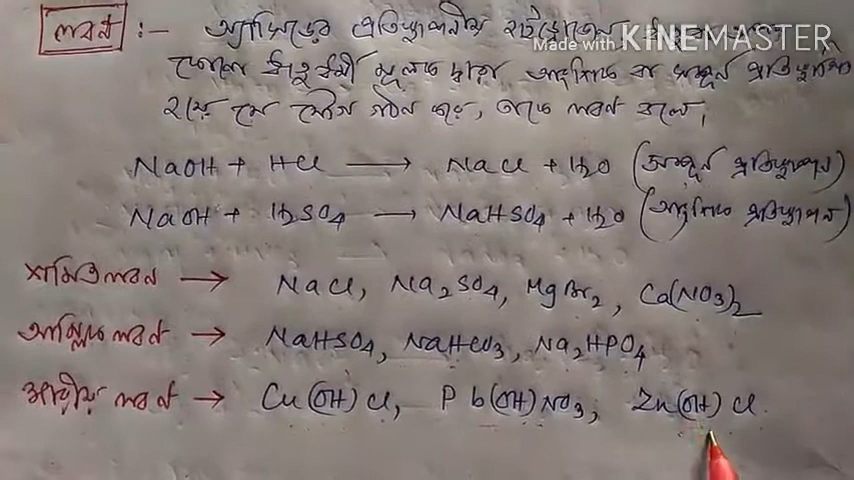 লবণ :- অ্যাসিডের প্রতিস্থাপনীয় হাইড্রোজেন
Made with KINEMASTER
কোনো ধাতুধর্মী মূলক দ্বারা আংশিক বা সম্পূর্ণ প্রতিস্থাপিত
হয়ে যে যৌগ গঠন হয়, তাকে লবণ বলে।
NaOH + HCl ⟶ NaCl + H₂O (সম্পূর্ণ প্রতিস্থাপন)
NaOH + H₂SO₄ ⟶ NaHSO₄ + H₂O (আংশিক প্রতিস্থাপন)
শমিত লবণ → NaCl, Na₂SO₄, MgBr₂, Ca(NO₃)₂
আম্লিক লবণ → NaHSO₄, NaHCO₃, Na₂HPO₄
ক্ষারীয় লবণ → Cu(OH)Cl, Pb(OH)NO₃, Zn(OH)Cl